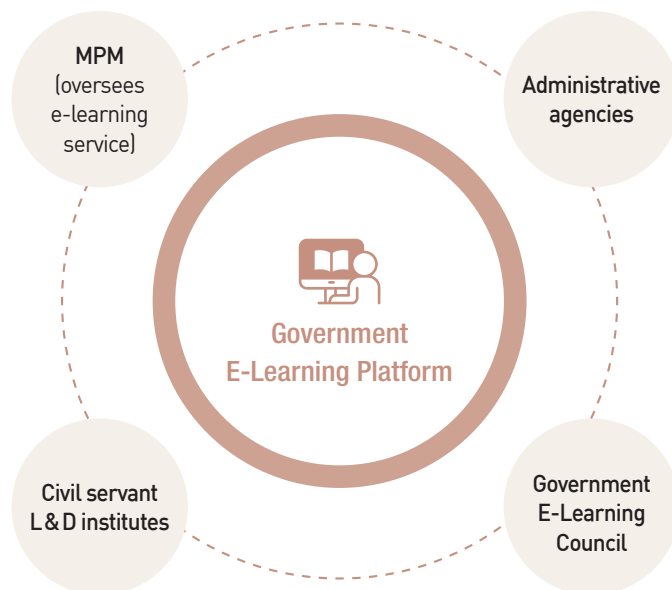 MPM
(oversees
e-learning
service)
Administrative
agencies
Government
E-Learning Platform
Civil servant
L&D institutes
Government
E-Learning
Council